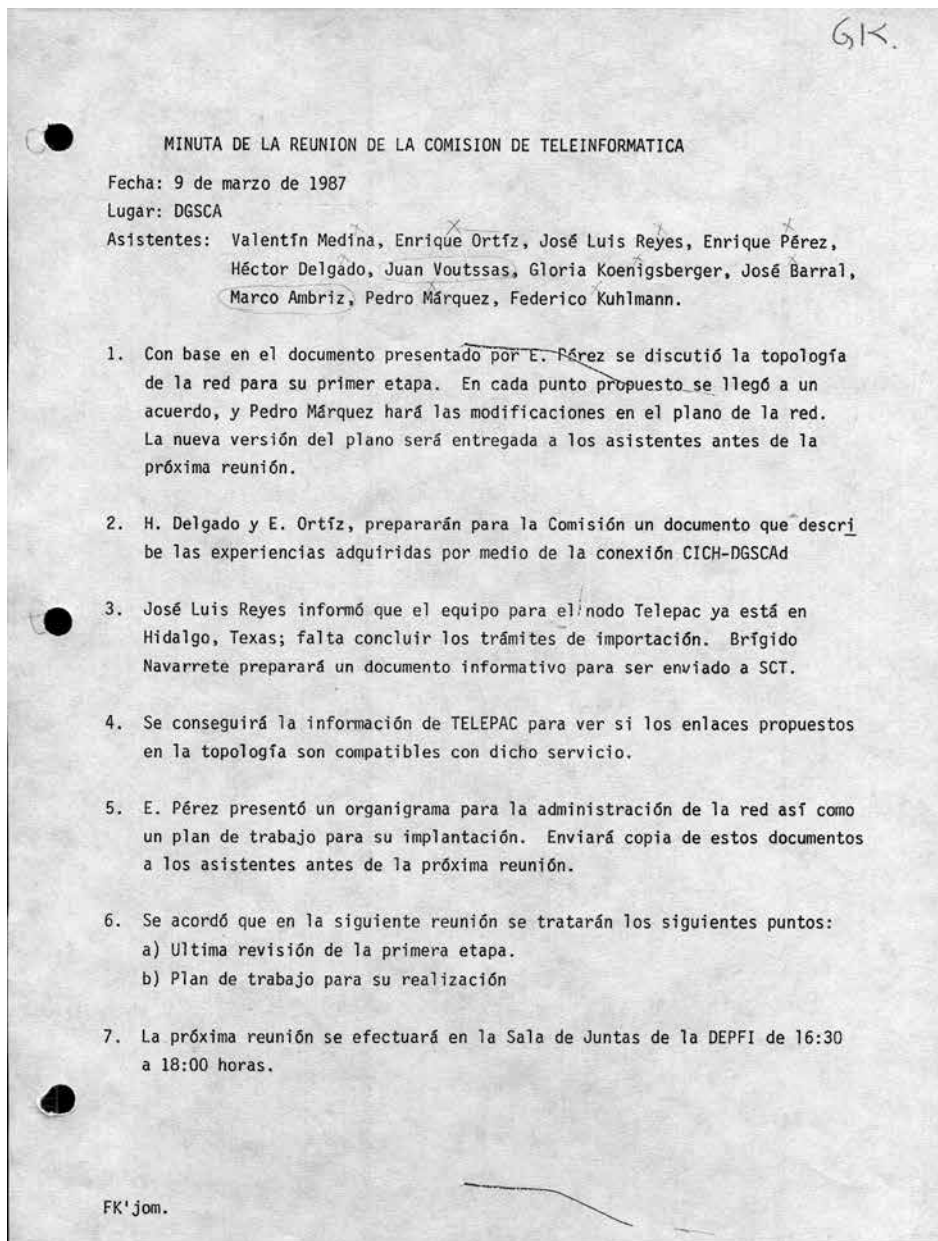 GK.
MINUTA DE LA REUNION DE LA COMISION DE TELEINFORMATICA
Fecha: 9 de marzo de 1987
Lugar: DGSCA
Asistentes: Valentín Medina, Enrique Ortíz, José Luis Reyes, Enrique Pérez,
Héctor Delgado, Juan Voutssas, Gloria Koenigsberger, José Barral,
Marco Ambriz, Pedro Márquez, Federico Kuhlmann.
1. Con base en el documento presentado por E. Pérez se discutió la topología
de la red para su primer etapa. En cada punto propuesto se llegó a un
acuerdo, y Pedro Márquez hará las modificaciones en el plano de la red.
La nueva versión del plano será entregada a los asistentes antes de la
próxima reunión.
2. H. Delgado y E. Ortíz, prepararán para la Comisión un documento que descri
be las experiencias adquiridas por medio de la conexión CICH-DGSCAd
3. José Luis Reyes informó que el equipo para el nodo Telepac ya está en
Hidalgo, Texas; falta concluir los trámites de importación. Brígido
Navarrete preparará un documento informativo para ser enviado a SCT.
4. Se conseguirá la información de TELEPAC para ver si los enlaces propuestos
en la topología son compatibles con dicho servicio.
5. E. Pérez presentó un organigrama para la administración de la red así como
un plan de trabajo para su implantación. Enviará copia de estos documentos
a los asistentes antes de la próxima reunión.
6. Se acordó que en la siguiente reunión se tratarán los siguientes puntos:
a) Ultima revisión de la primera etapa.
b) Plan de trabajo para su realización
7. La próxima reunión se efectuará en la Sala de Juntas de la DEPFI de 16:30
a 18:00 horas.
FK'jom.